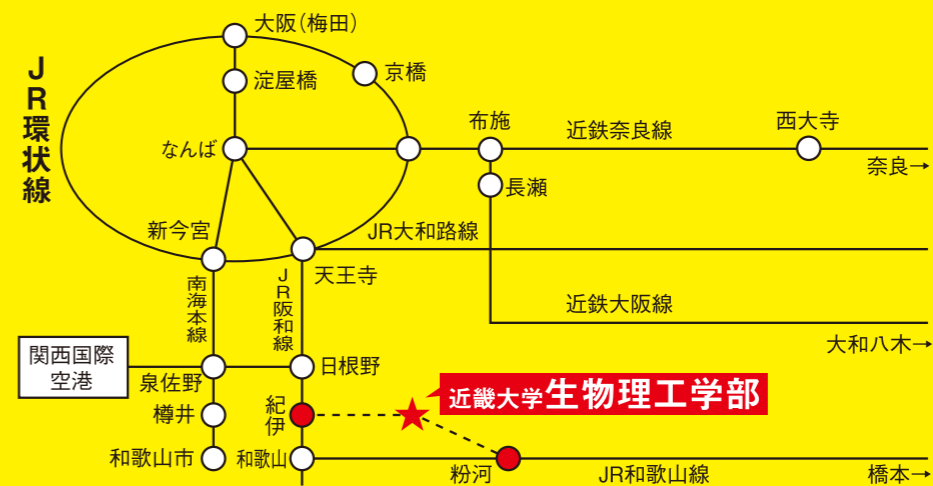 大阪(梅田)
JR環状線
淀屋橋
京橋
なんば
布施
近鉄奈良線
西大寺
奈良→
長瀬
新今宮
JR大和路線
天王寺
南海本線
JR阪和線
近鉄大阪線
大和八木→
関西国際
空港
泉佐野
日根野
近畿大学生物理工学部
樽井
紀伊
和歌山市
和歌山
粉河
JR和歌山線
橋本→